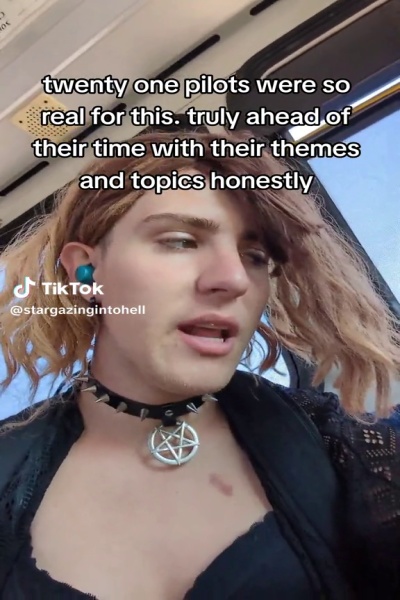 twenty one pilots were so
real for this. truly ahead of
their time with their themes
and topics honestly
TikTok
@stargazingintohell